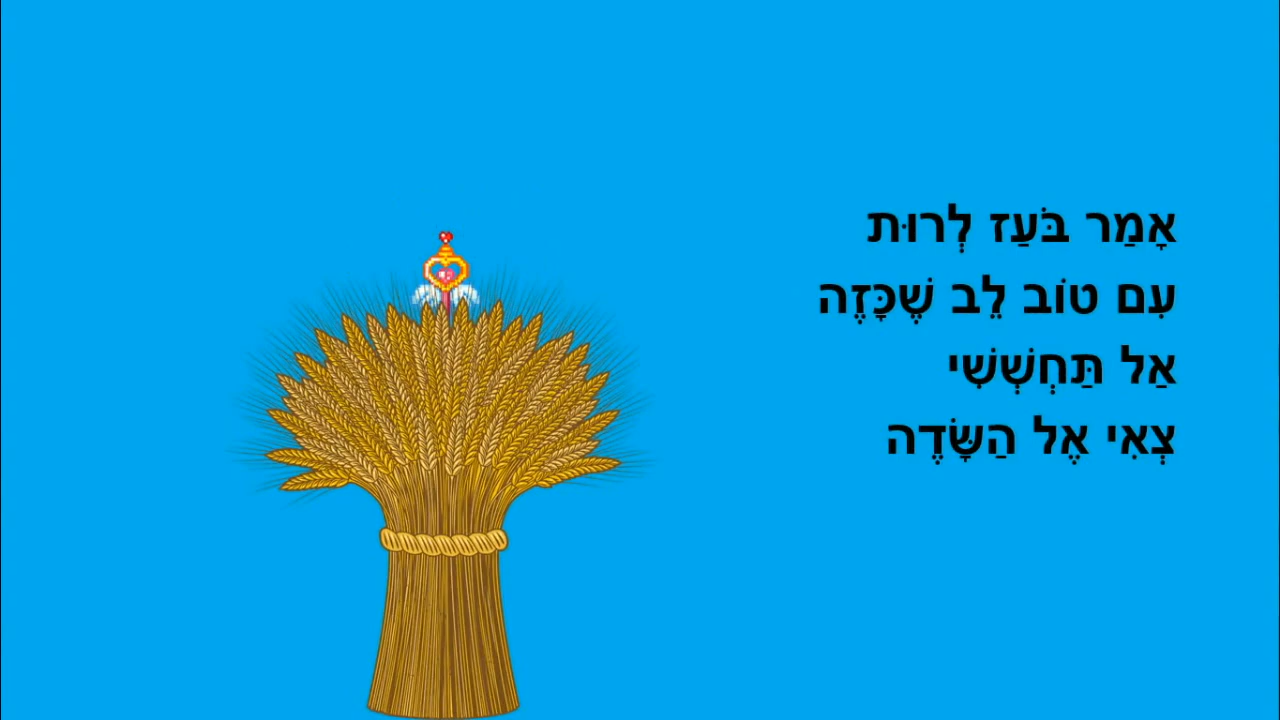 אָמַר בֹּעַז לְרוּת
עִם טוֹב לֵב שֶׁכָּזֶה
אַל תַּחְשְׁשִׁי
צְאִי אֶל הַשָּׂדֶה